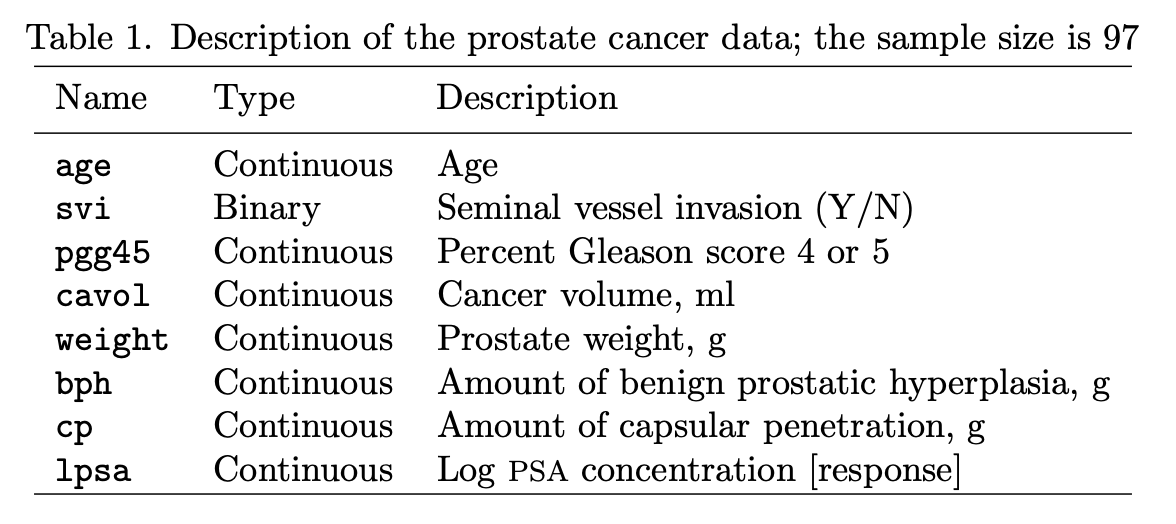 Table 1. Description of the prostate cancer data; the sample size is 97
Name Type Description
age Continuous Age
svi Binary Seminal vessel invasion (Y/N)
pgg45 Continuous Percent Gleason score 4 or 5
cavol Continuous Cancer volume, ml
weight Continuous Prostate weight, g
bph Continuous Amount of benign prostatic hyperplasia, g
cp Continuous Amount of capsular penetration, g
lpsa Continuous Log PSA concentration [response]